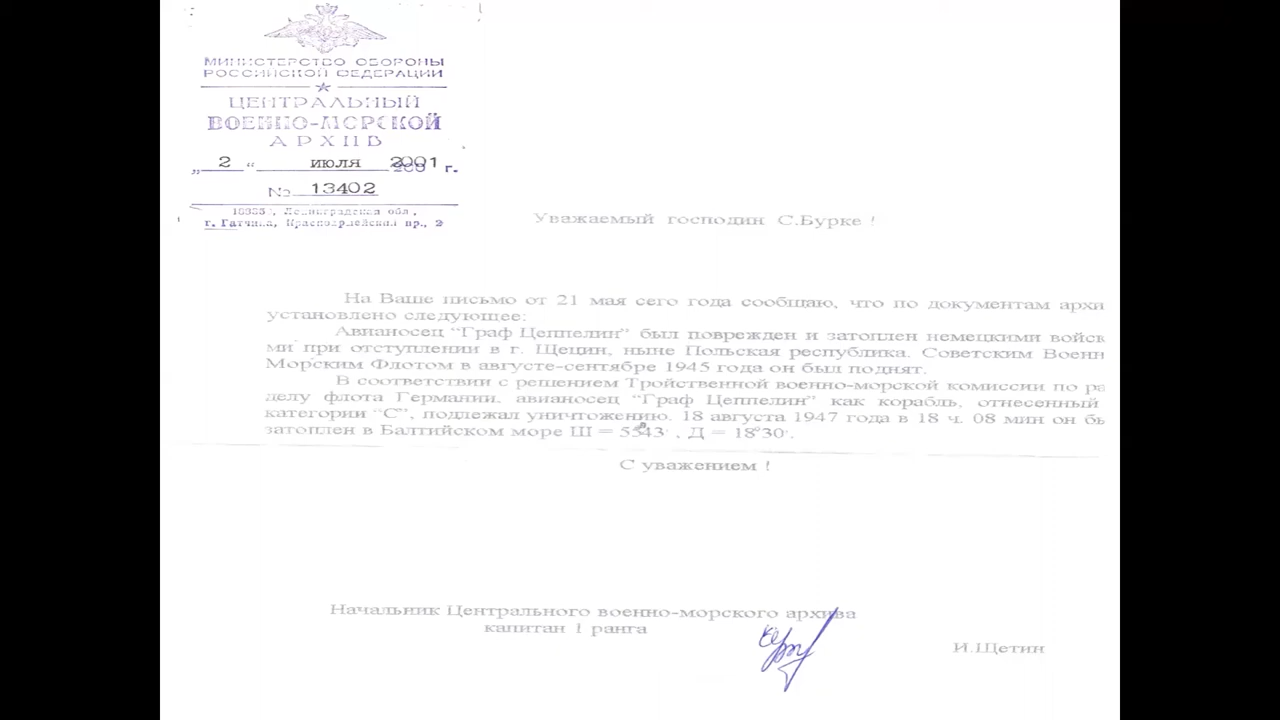 МИНИСТЕРСТВО ОБОРОНЫ
РОССИЙСКОЙ ФЕДЕРАЦИИ
ЦЕНТРАЛЬНЫЙ
ВОЕННО-МОРСКОЙ
АРХИВ
„ 2 “ июля 2001 г.
№ 13402
Ленинградская обл.,
г. Гатчина, Красноармейский пр., 2
Уважаемый господин С.Бурке !
На Ваше письмо от 21 мая сего года сообщаю, что по документам архи
установлено следующее:
Авианосец “Граф Цеппелин” был поврежден и затоплен немецкими войск
ми при отступлении в г. Щецин, ныне Польская республика. Советским Воен
Морским Флотом в августе-сентябре 1945 года он был поднят.
В соответствии с решением Тройственной военно-морской комиссии по ра
делу флота Германии, авианосец “Граф Цеппелин” как корабль, отнесенный
категории “С”, подлежал уничтожению. 18 августа 1947 года в 18 ч. 08 мин он бы
затоплен в Балтийском море Ш = 55°43′ , Д = 18°30′.
С уважением !
Начальник Центрального военно-морского архива
капитан 1 ранга
И.Щетин